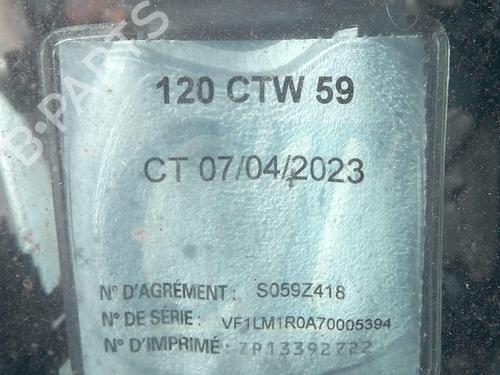 B-PARTS
120 CTW 59
CT 07/04/2023
N° D'AGRÉMENT : S059Z418
N° DE SÉRIE : VF1LM1R0A70005394
N° D'IMPRIMÉ : ZP13392722